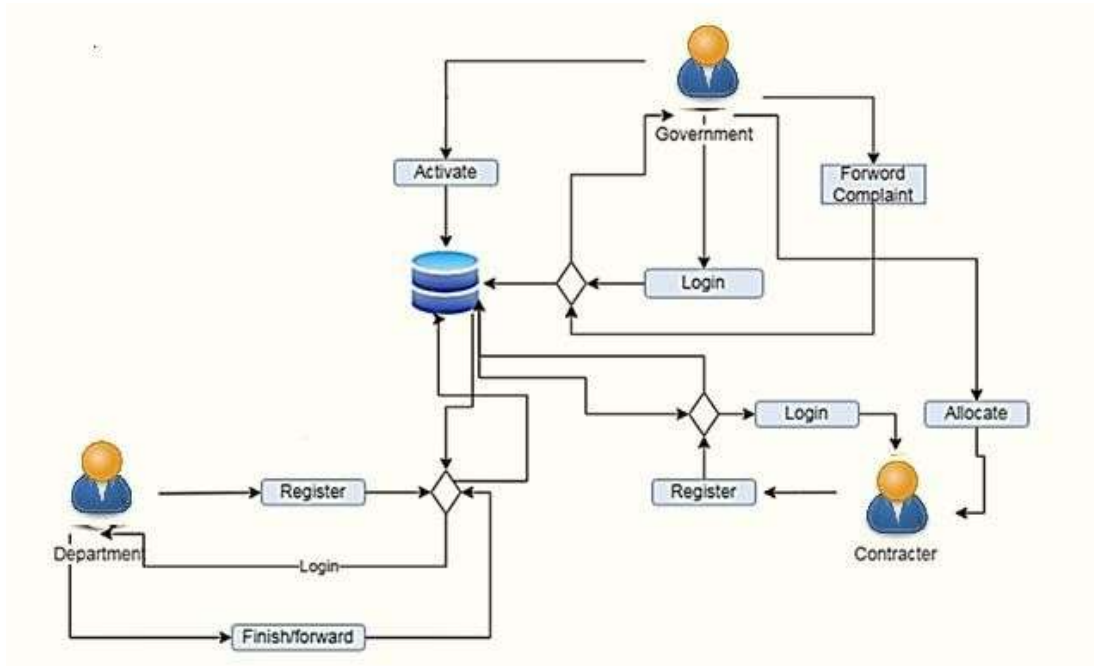 Government
Activate
Forword
Complaint
Login
Login
Allocate
Register
Register
Contracter
Department
Login
Finish/forward